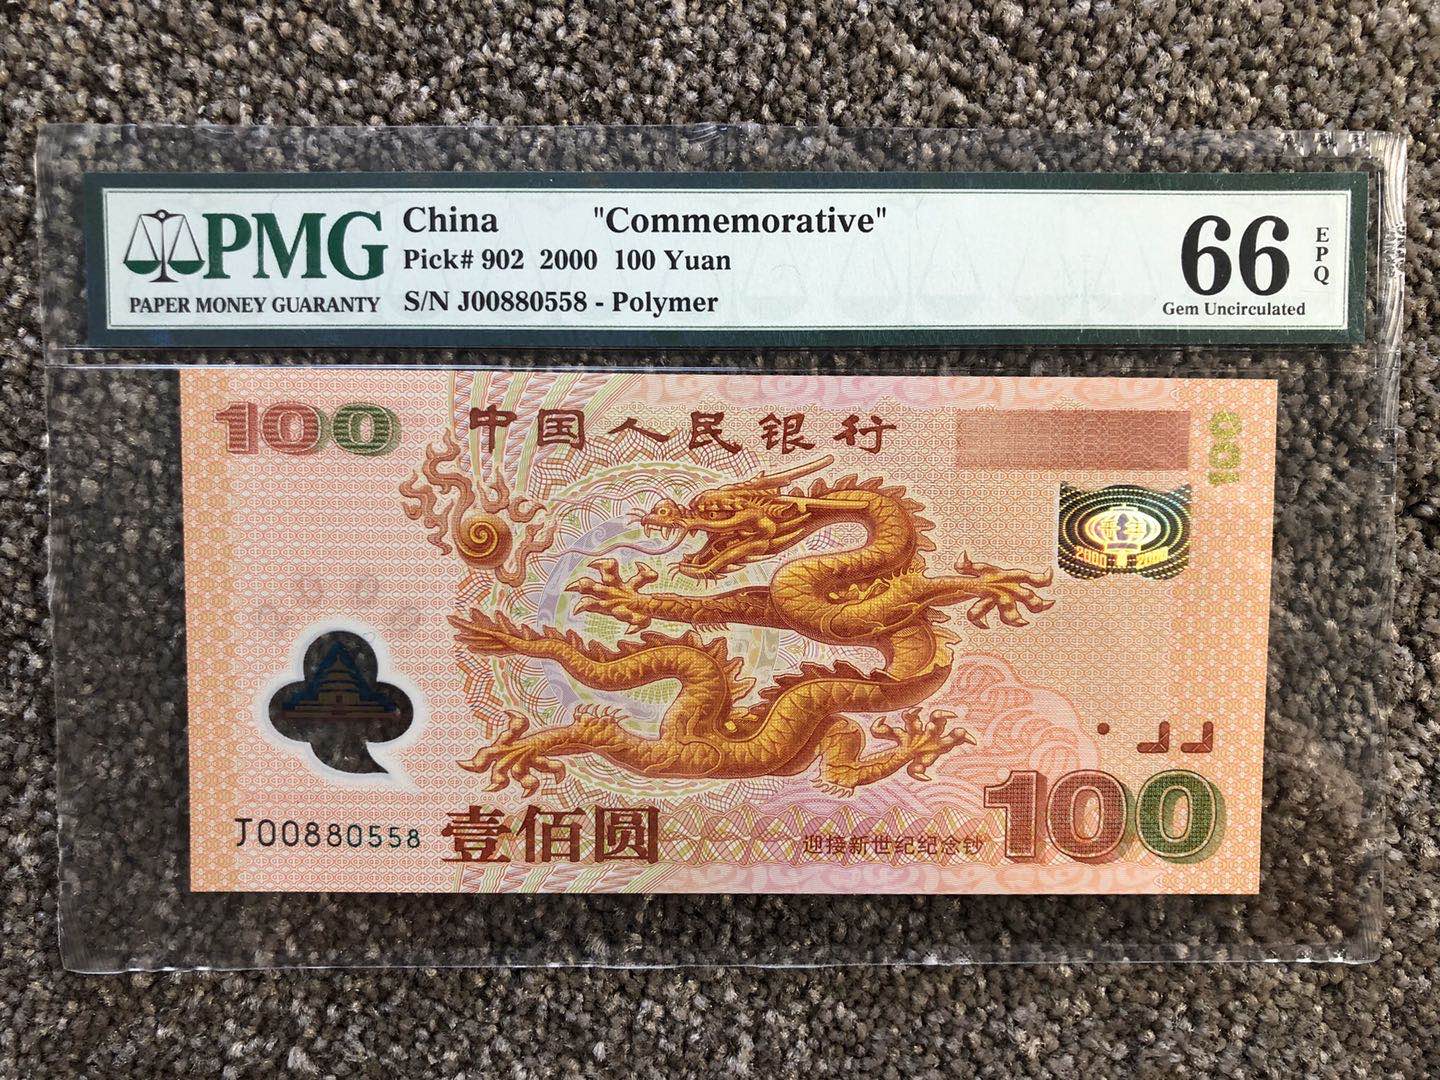 PMG
PAPER MONEY GUARANTY
China "Commemorative"
Pick# 902 2000 100 Yuan
S/N J00880558 - Polymer
66
EPQ
Gem Uncirculated
100
中国人民银行
100
2000 2000
J00880558
壹佰圆
迎接新世纪纪念钞
100